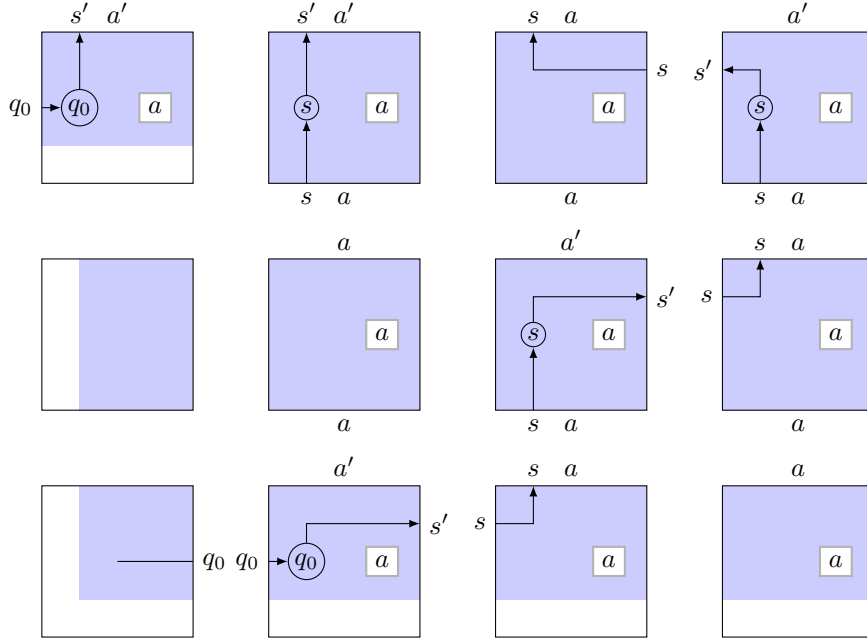 s′ a′ s′ a′ s a a′
q₀ q₀ a s a a s s′ s a
s a a s a
a a′ s a
a s a s′ s a
a s a a
a′ s a a
q₀ q₀ q₀ a s′ s a a